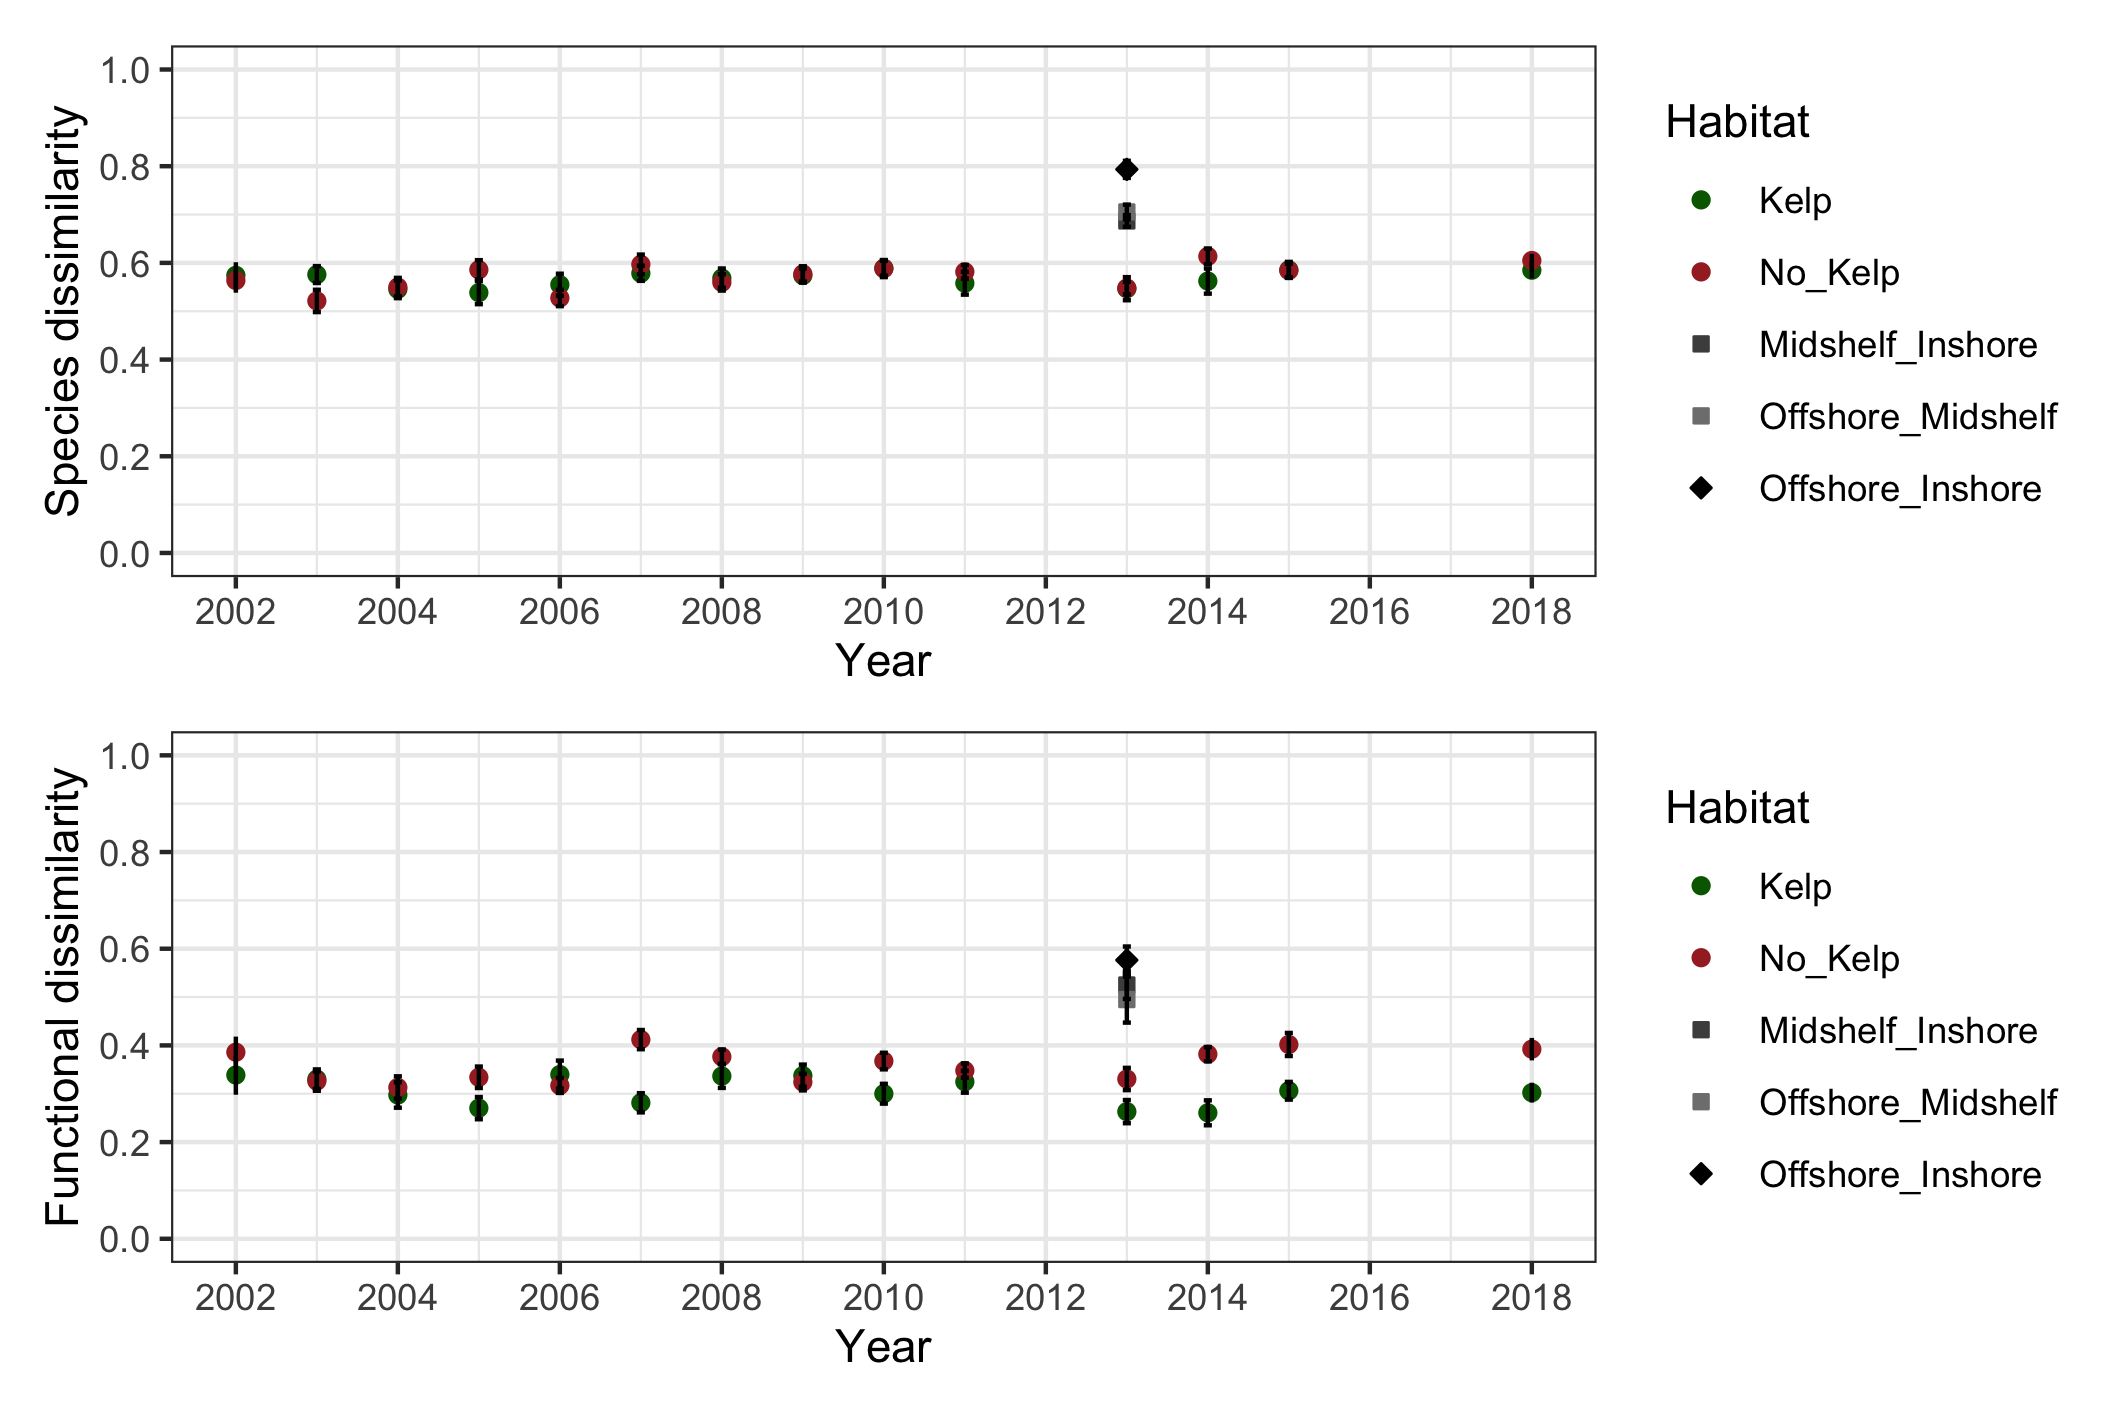 Species dissimilarity
1.0
0.8
0.6
0.4
0.2
0.0
2002 2004 2006 2008 2010 2012 2014 2016 2018
Year
Habitat
Kelp
No_Kelp
Midshelf_Inshore
Offshore_Midshelf
Offshore_Inshore
Functional dissimilarity
1.0
0.8
0.6
0.4
0.2
0.0
2002 2004 2006 2008 2010 2012 2014 2016 2018
Year
Habitat
Kelp
No_Kelp
Midshelf_Inshore
Offshore_Midshelf
Offshore_Inshore